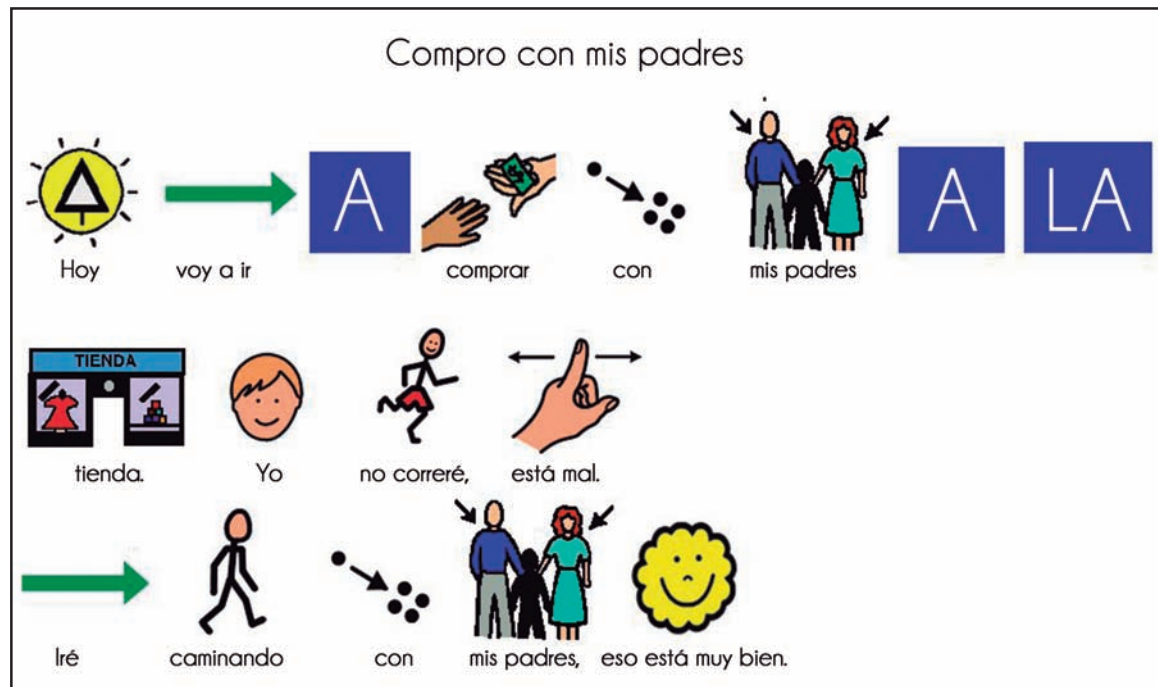 Compro con mis padres
A A LA
Hoy voy a ir comprar con mis padres
TIENDA
tienda. Yo no correré, está mal.
Iré caminando con mis padres, eso está muy bien.